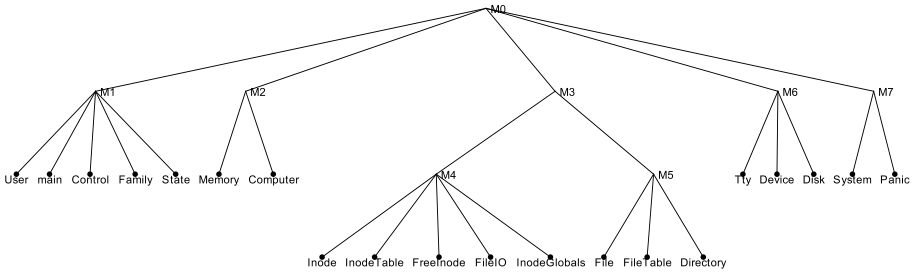 M0
M1 M2 M3 M6 M7
User main Control Family State Memory Computer Tty Device Disk System Panic
M4 M5
Inode InodeTable FreeInode FileIO InodeGlobals File FileTable Directory